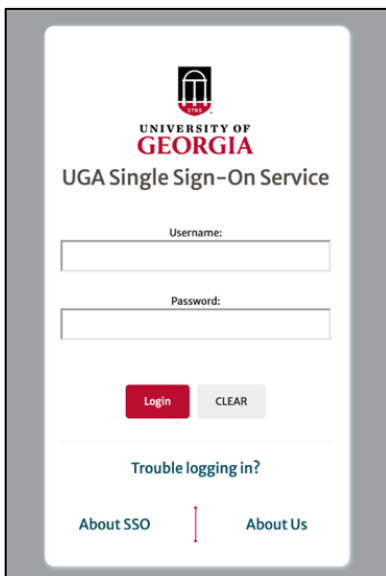 1785
UNIVERSITY OF
GEORGIA
UGA Single Sign-On Service
Username:
Password:
Login CLEAR
Trouble logging in?
About SSO About Us